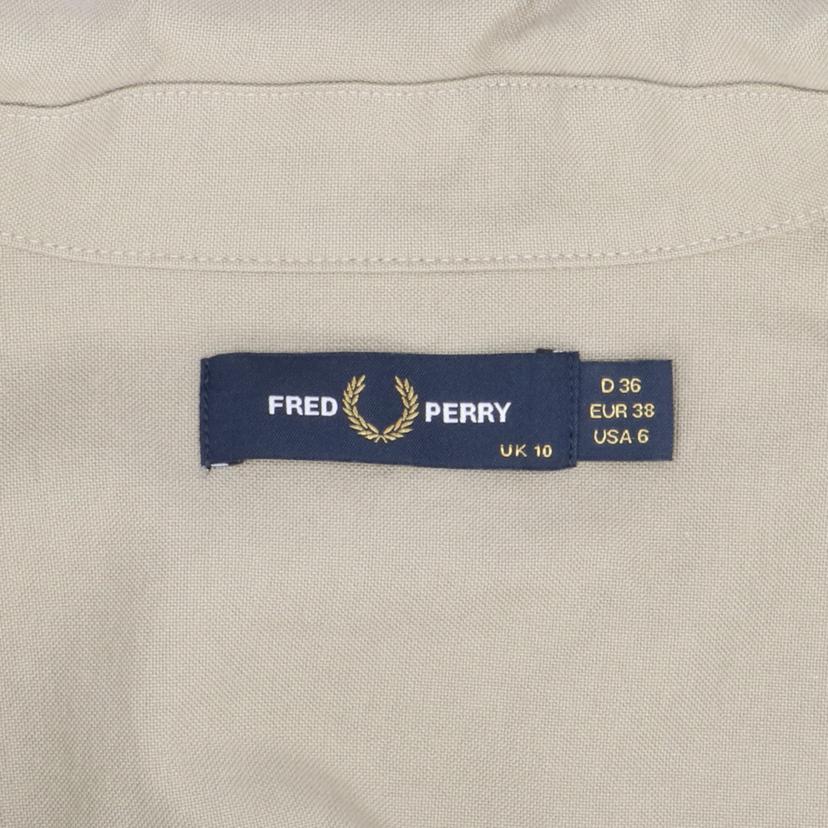 FRED PERRY
UK 10
D 36
EUR 38
USA 6